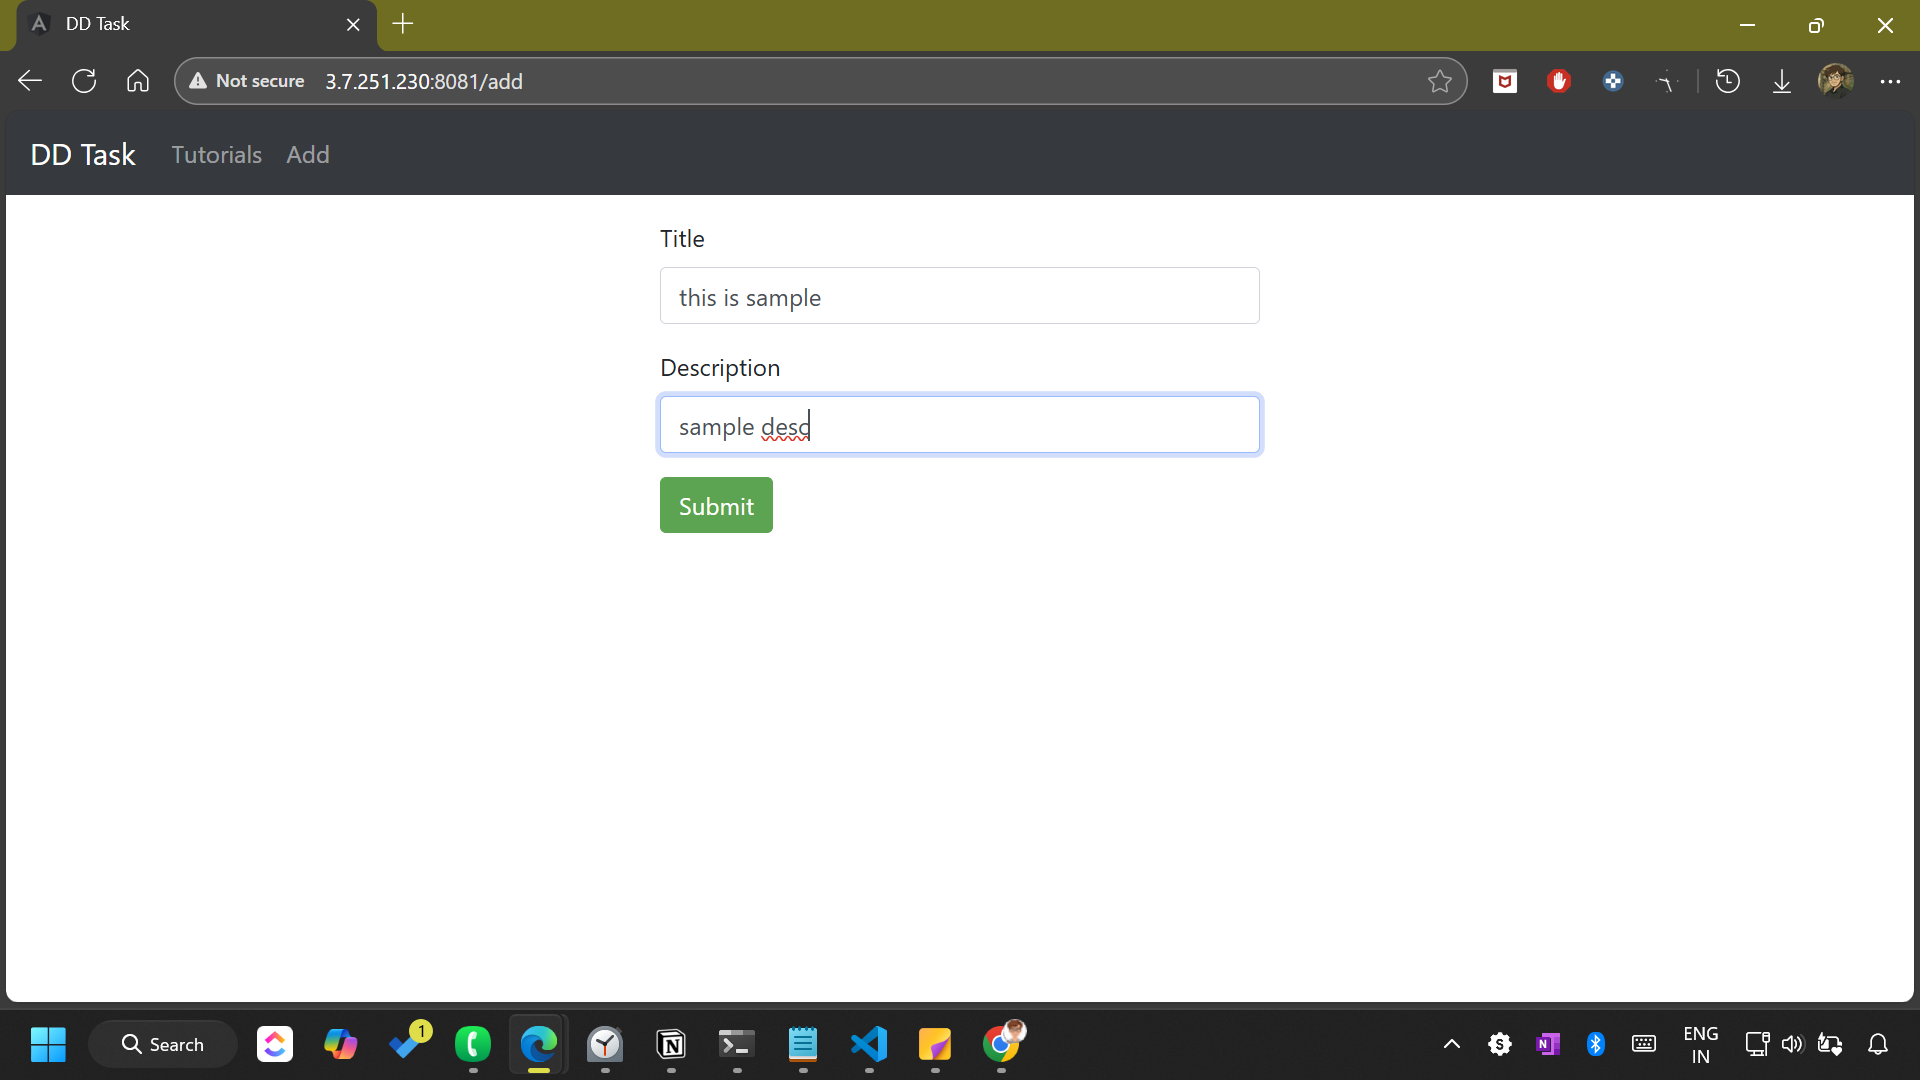 DD Task
Not secure 3.7.251.230:8081/add
DD Task Tutorials Add
Title
this is sample
Description
sample desc
Submit
Search
1
ENG
IN